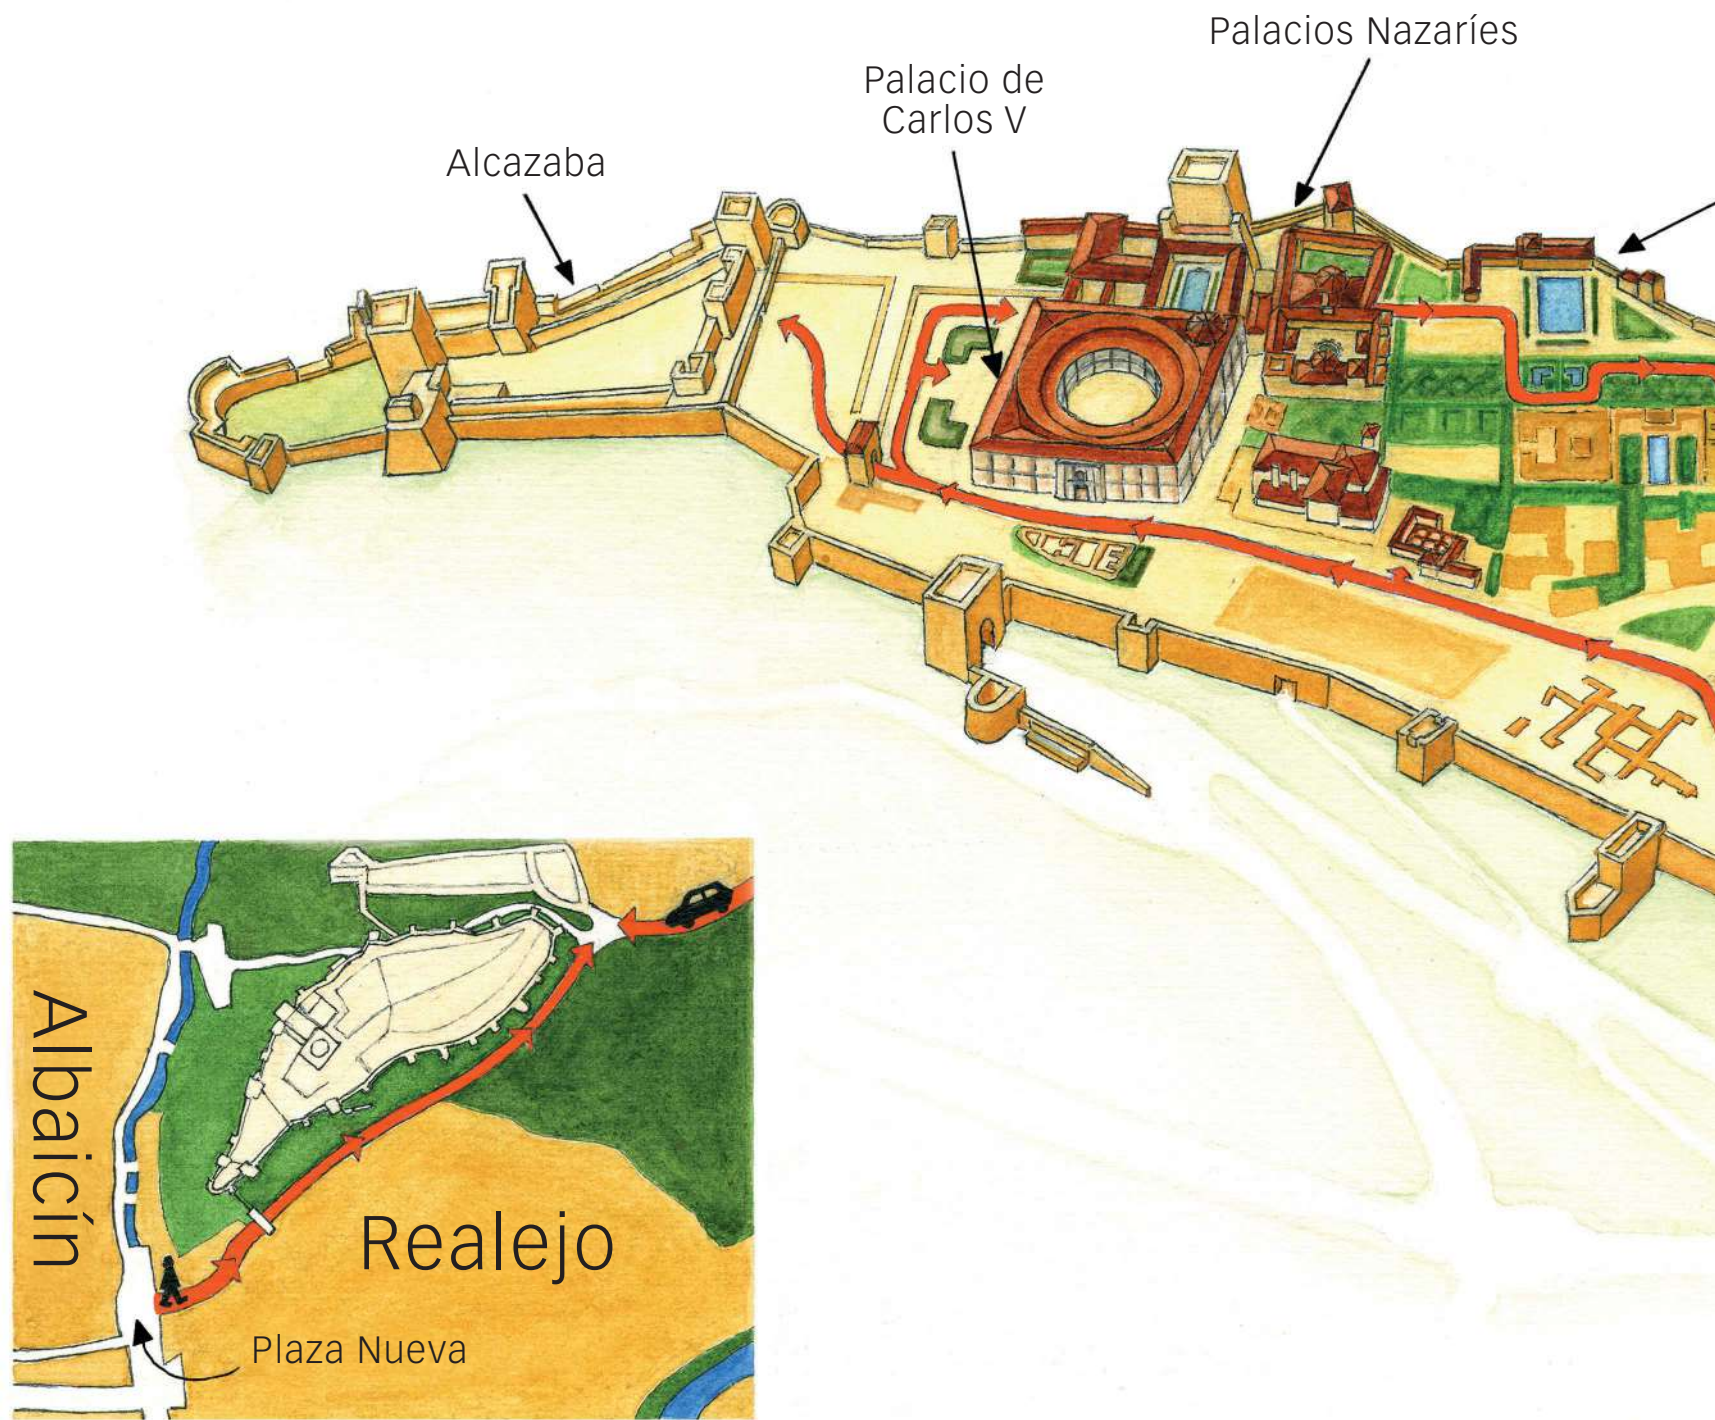 Palacios Nazaríes
Palacio de
Carlos V
Alcazaba
Albaicín
Realejo
Plaza Nueva